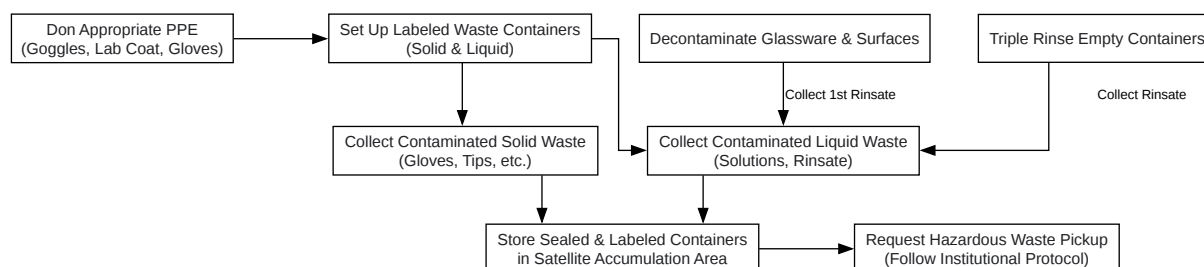 Don Appropriate PPE
(Goggles, Lab Coat, Gloves)
Set Up Labeled Waste Containers
(Solid & Liquid)
Decontaminate Glassware & Surfaces
Triple Rinse Empty Containers
Collect 1st Rinsate
Collect Rinsate
Collect Contaminated Solid Waste
(Gloves, Tips, etc.)
Collect Contaminated Liquid Waste
(Solutions, Rinsate)
Store Sealed & Labeled Containers
in Satellite Accumulation Area
Request Hazardous Waste Pickup
(Follow Institutional Protocol)